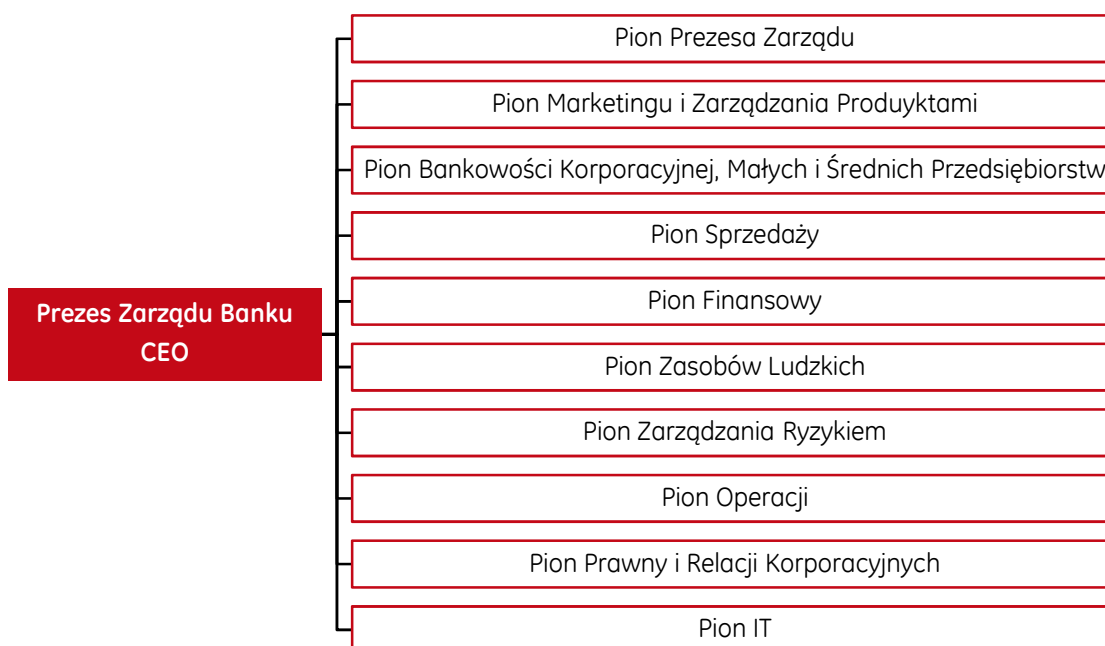 Pion Prezesa Zarządu
Pion Marketingu i Zarządzania Produyktami
Pion Bankowości Korporacyjnej, Małych i Średnich Przedsiębiorstw
Pion Sprzedaży
Pion Finansowy
Prezes Zarządu Banku
CEO
Pion Zasobów Ludzkich
Pion Zarządzania Ryzykiem
Pion Operacji
Pion Prawny i Relacji Korporacyjnych
Pion IT